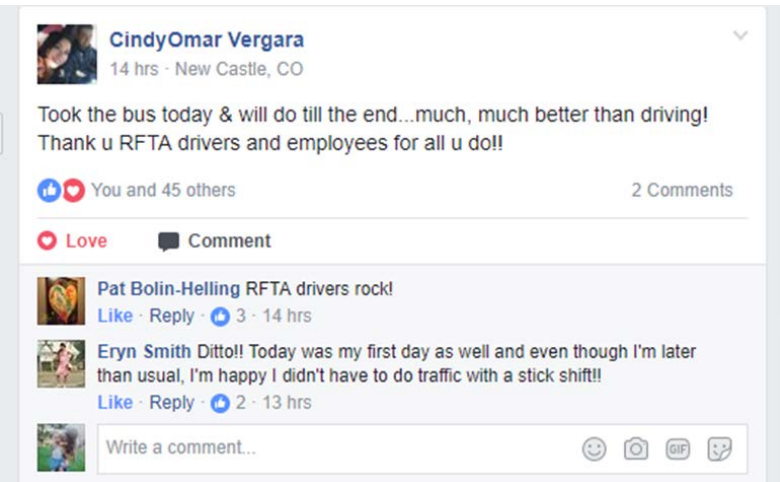 CindyOmar Vergara
14 hrs · New Castle, CO
Took the bus today & will do till the end...much, much better than driving!
Thank u RFTA drivers and employees for all u do!!
You and 45 others 2 Comments
Love Comment
Pat Bolin-Helling RFTA drivers rock!
Like · Reply · 3 · 14 hrs
Eryn Smith Ditto!! Today was my first day as well and even though I'm later
than usual, I'm happy I didn't have to do traffic with a stick shift!!
Like · Reply · 2 · 13 hrs
Write a comment... GIF